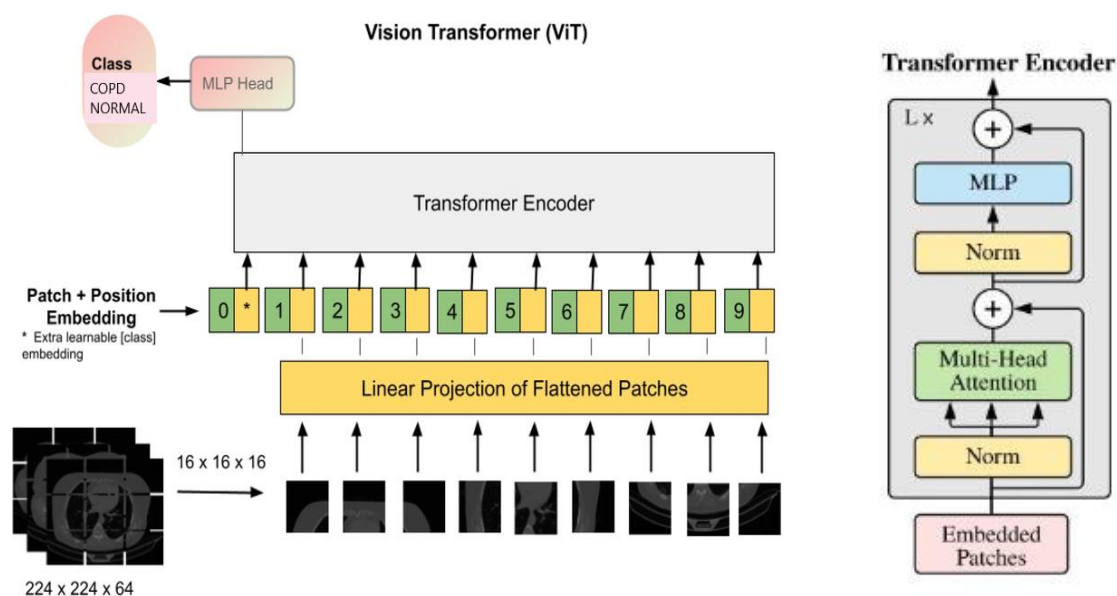 Vision Transformer (ViT)
Class
COPD
NORMAL
MLP Head
Transformer Encoder
Patch + Position
Embedding
* Extra learnable [class]
embedding
0 * 1 2 3 4 5 6 7 8 9
Linear Projection of Flattened Patches
16 x 16 x 16
224 x 224 x 64
Transformer Encoder
L x
+
MLP
Norm
+
Multi-Head
Attention
Norm
Embedded
Patches